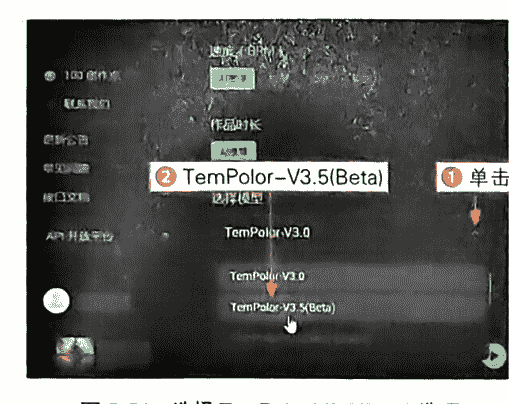 速度（BPM）
100 创作点
联系我们
作品时长
更新公告
常见问题
② TemPolor-V3.5(Beta)
① 单击
接口文档
选择模型
API 开放平台
TemPolor-V3.0
TemPolor-V3.0
TemPolor-V3.5(Beta)